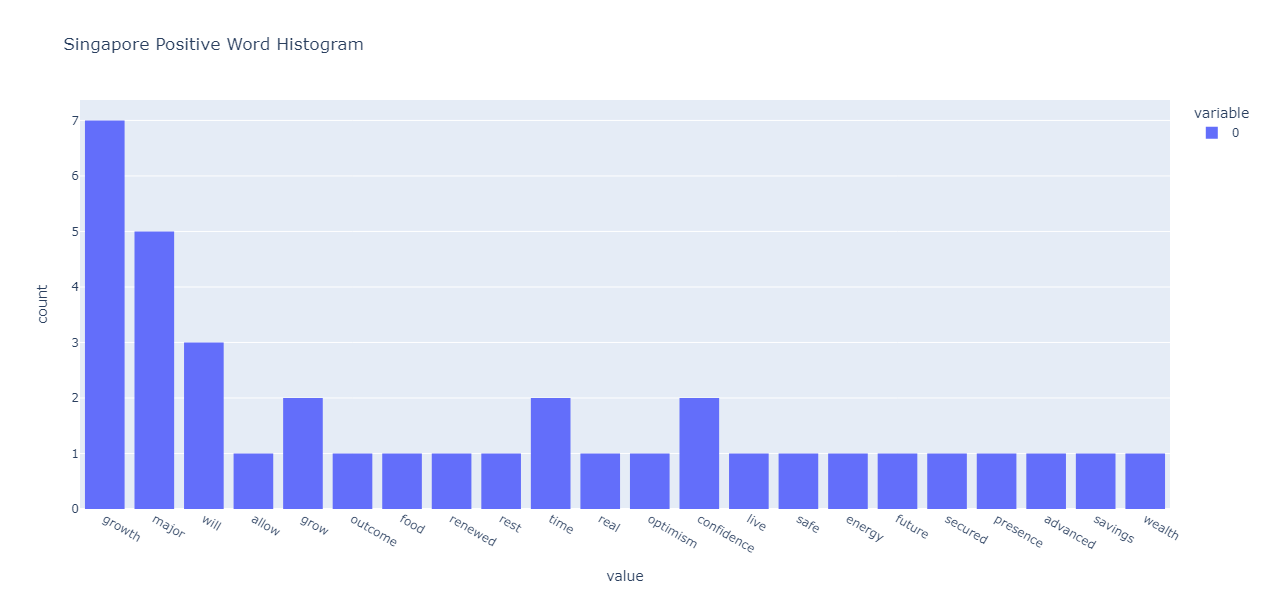 Singapore Positive Word Histogram
variable
0
7
6
5
4
3
2
1
0
count
growth
major
will
allow
grow
outcome
food
renewed
rest
time
real
optimism
confidence
live
safe
energy
future
secured
presence
advanced
savings
wealth
value